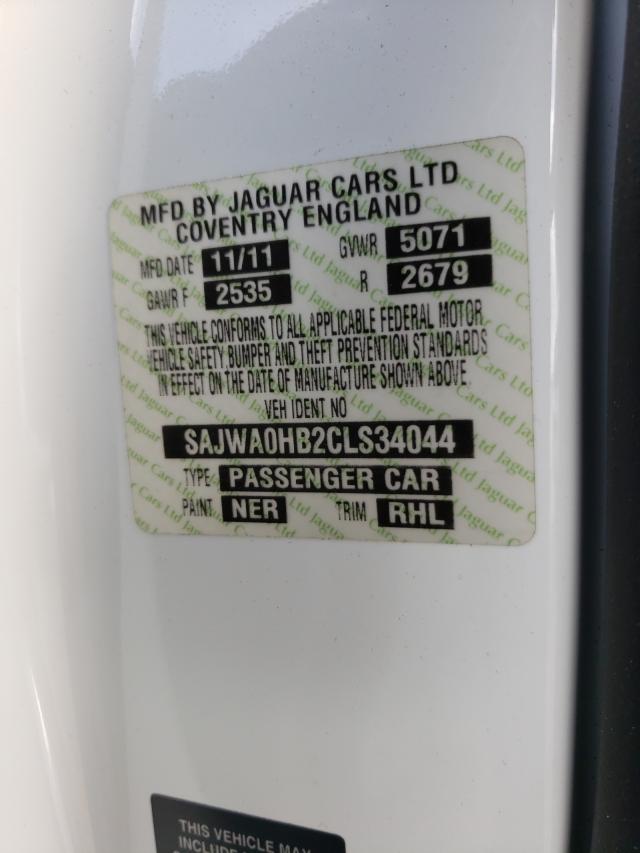 MFD BY JAGUAR CARS LTD
COVENTRY ENGLAND
MFD DATE 11/11 GVWR 5071
GAWR F 2535 R 2679
THIS VEHICLE CONFORMS TO ALL APPLICABLE FEDERAL MOTOR
VEHICLE SAFETY, BUMPER AND THEFT PREVENTION STANDARDS
IN EFFECT ON THE DATE OF MANUFACTURE SHOWN ABOVE.
VEH IDENT NO
SAJWA0HB2CLS34044
TYPE PASSENGER CAR
PAINT NER TRIM RHL
THIS VEHICLE MAY
INCLUDE